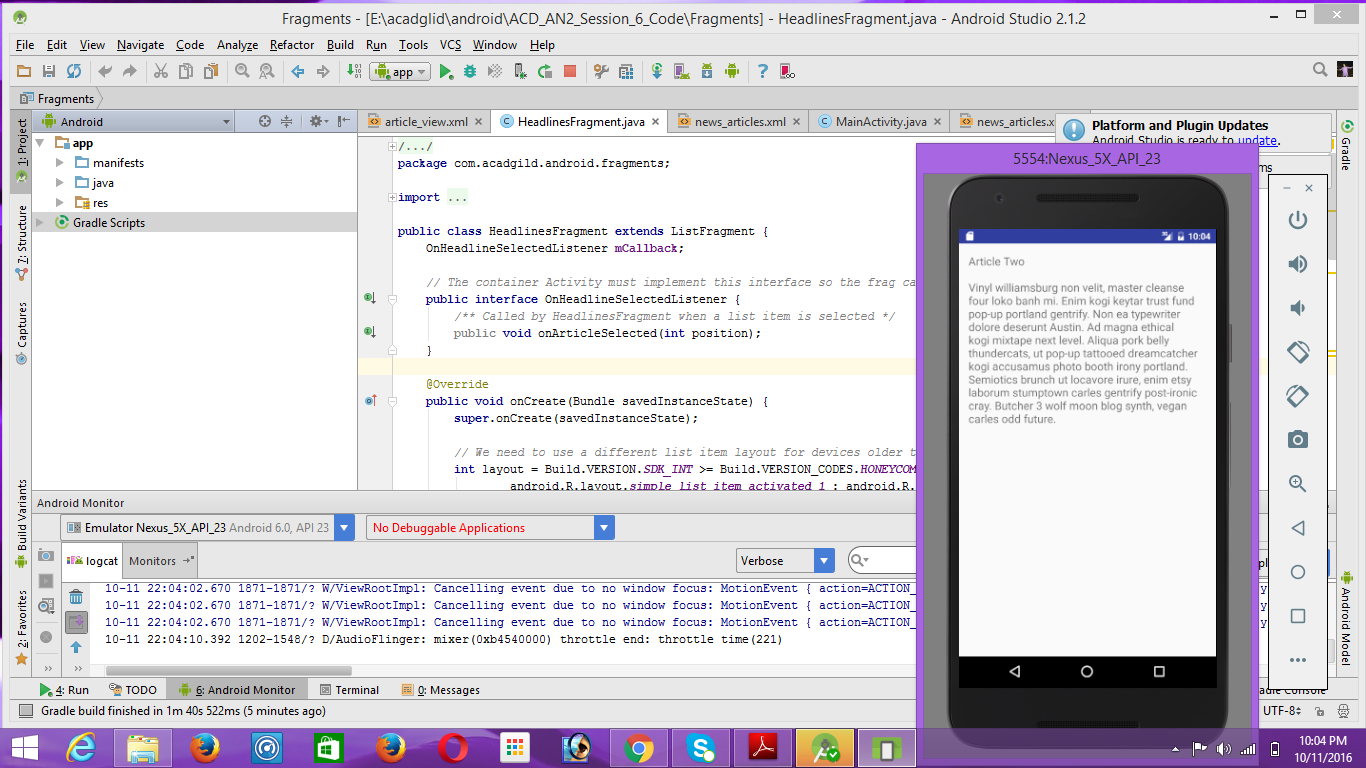 Fragments - [E:\acadglid\android\ACD_AN2_Session_6_Code\Fragments] - HeadlinesFragment.java - Android Studio 2.1.2
File Edit View Navigate Code Analyze Refactor Build Run Tools VCS Window Help
app
Fragments
Android
article_view.xml
HeadlinesFragment.java
news_articles.xml
MainActivity.java
news_articles.x
Platform and Plugin Updates
Android Studio is ready to update.
ms
1: Project
7: Structure
Captures
Build Variants
2: Favorites
app
manifests
java
res
Gradle Scripts
/.../
package com.acadgild.android.fragments;
import ...
public class HeadlinesFragment extends ListFragment {
OnHeadlineSelectedListener mCallback;
// The container Activity must implement this interface so the frag ca
public interface OnHeadlineSelectedListener {
/** Called by HeadlinesFragment when a list item is selected */
public void onArticleSelected(int position);
}
@Override
public void onCreate(Bundle savedInstanceState) {
super.onCreate(savedInstanceState);
// We need to use a different list item layout for devices older t
int layout = Build.VERSION.SDK_INT >= Build.VERSION_CODES.HONEYCOM
android.R.layout.simple_list_item_activated_1 : android.R.
5554:Nexus_5X_API_23
10:04
Article Two
Vinyl williamsburg non velit, master cleanse
four loko banh mi. Enim kogi keytar trust fund
pop-up portland gentrify. Non ea typewriter
dolore deserunt Austin. Ad magna ethical
kogi mixtape next level. Aliqua pork belly
thundercats, ut pop-up tattooed dreamcatcher
kogi accusamus photo booth irony portland.
Semiotics brunch ut locavore irure, enim etsy
laborum stumptown carles gentrify post-ironic
cray. Butcher 3 wolf moon blog synth, vegan
carles odd future.
Gradle
Android Model
Android Monitor
Emulator Nexus_5X_API_23 Android 6.0, API 23
No Debuggable Applications
logcat
Monitors
Verbose
10-11 22:04:02.670 1871-1871/? W/ViewRootImpl: Cancelling event due to no window focus: MotionEvent { action=ACTION_
10-11 22:04:02.670 1871-1871/? W/ViewRootImpl: Cancelling event due to no window focus: MotionEvent { action=ACTION_
10-11 22:04:02.670 1871-1871/? W/ViewRootImpl: Cancelling event due to no window focus: MotionEvent { action=ACTION_
10-11 22:04:10.392 1202-1548/? D/AudioFlinger: mixer(0xb4540000) throttle end: throttle time(221)
4: Run TODO 6: Android Monitor Terminal 0: Messages
Gradle build finished in 1m 40s 522ms (5 minutes ago)
UTF-8
10:04 PM
10/11/2016